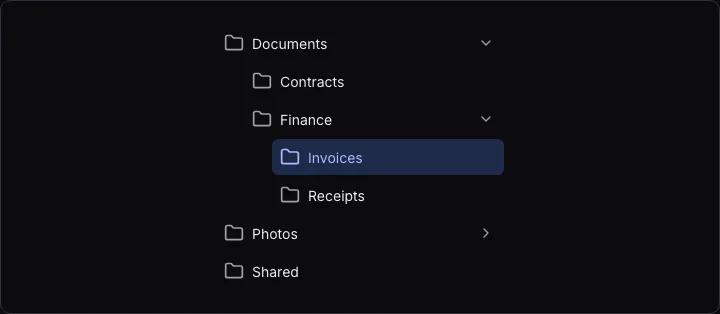 Documents
Contracts
Finance
Invoices
Receipts
Photos
Shared